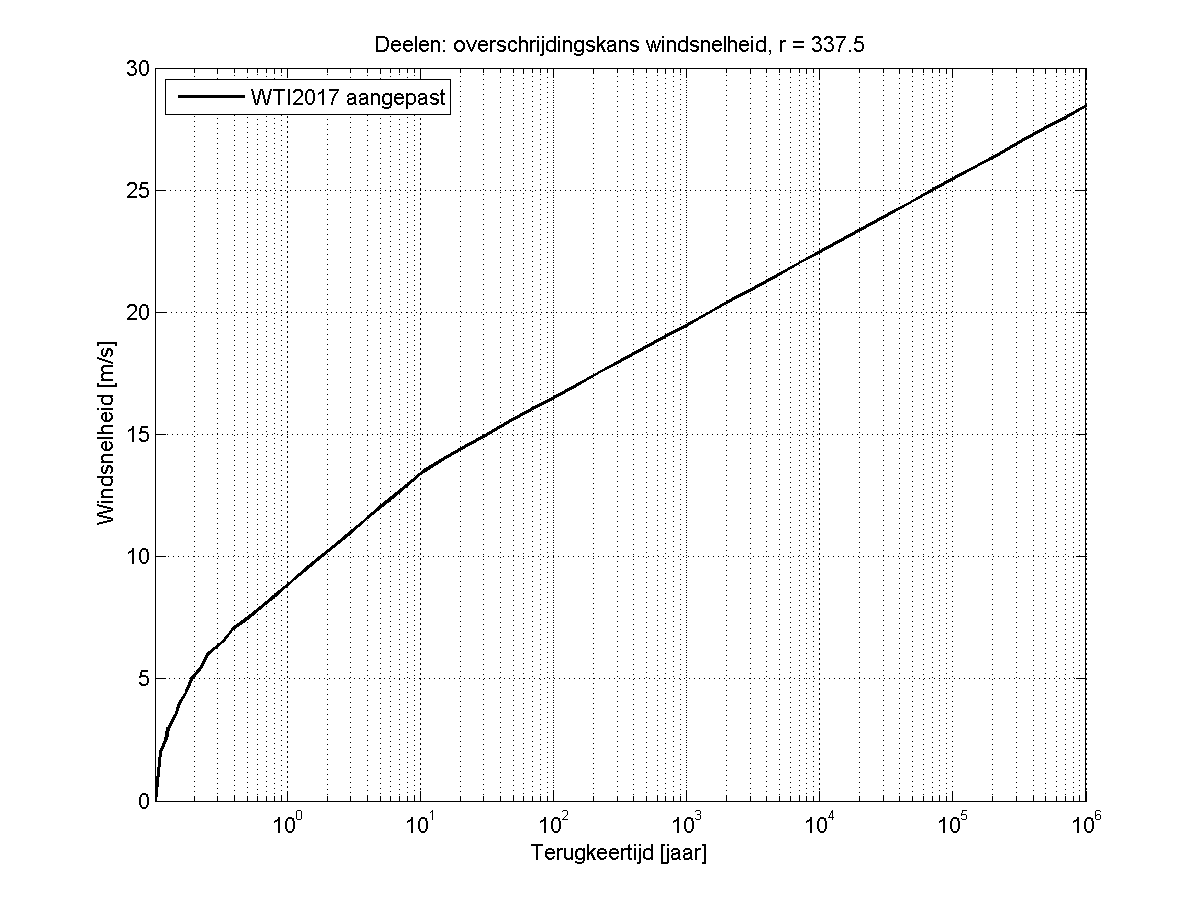 Deelen: overschrijdingskans windsnelheid, r = 337.5
WTI2017 aangepast
30
25
20
15
10
5
0
Windsnelheid [m/s]
10^0 10^1 10^2 10^3 10^4 10^5 10^6
Terugkeertijd [jaar]